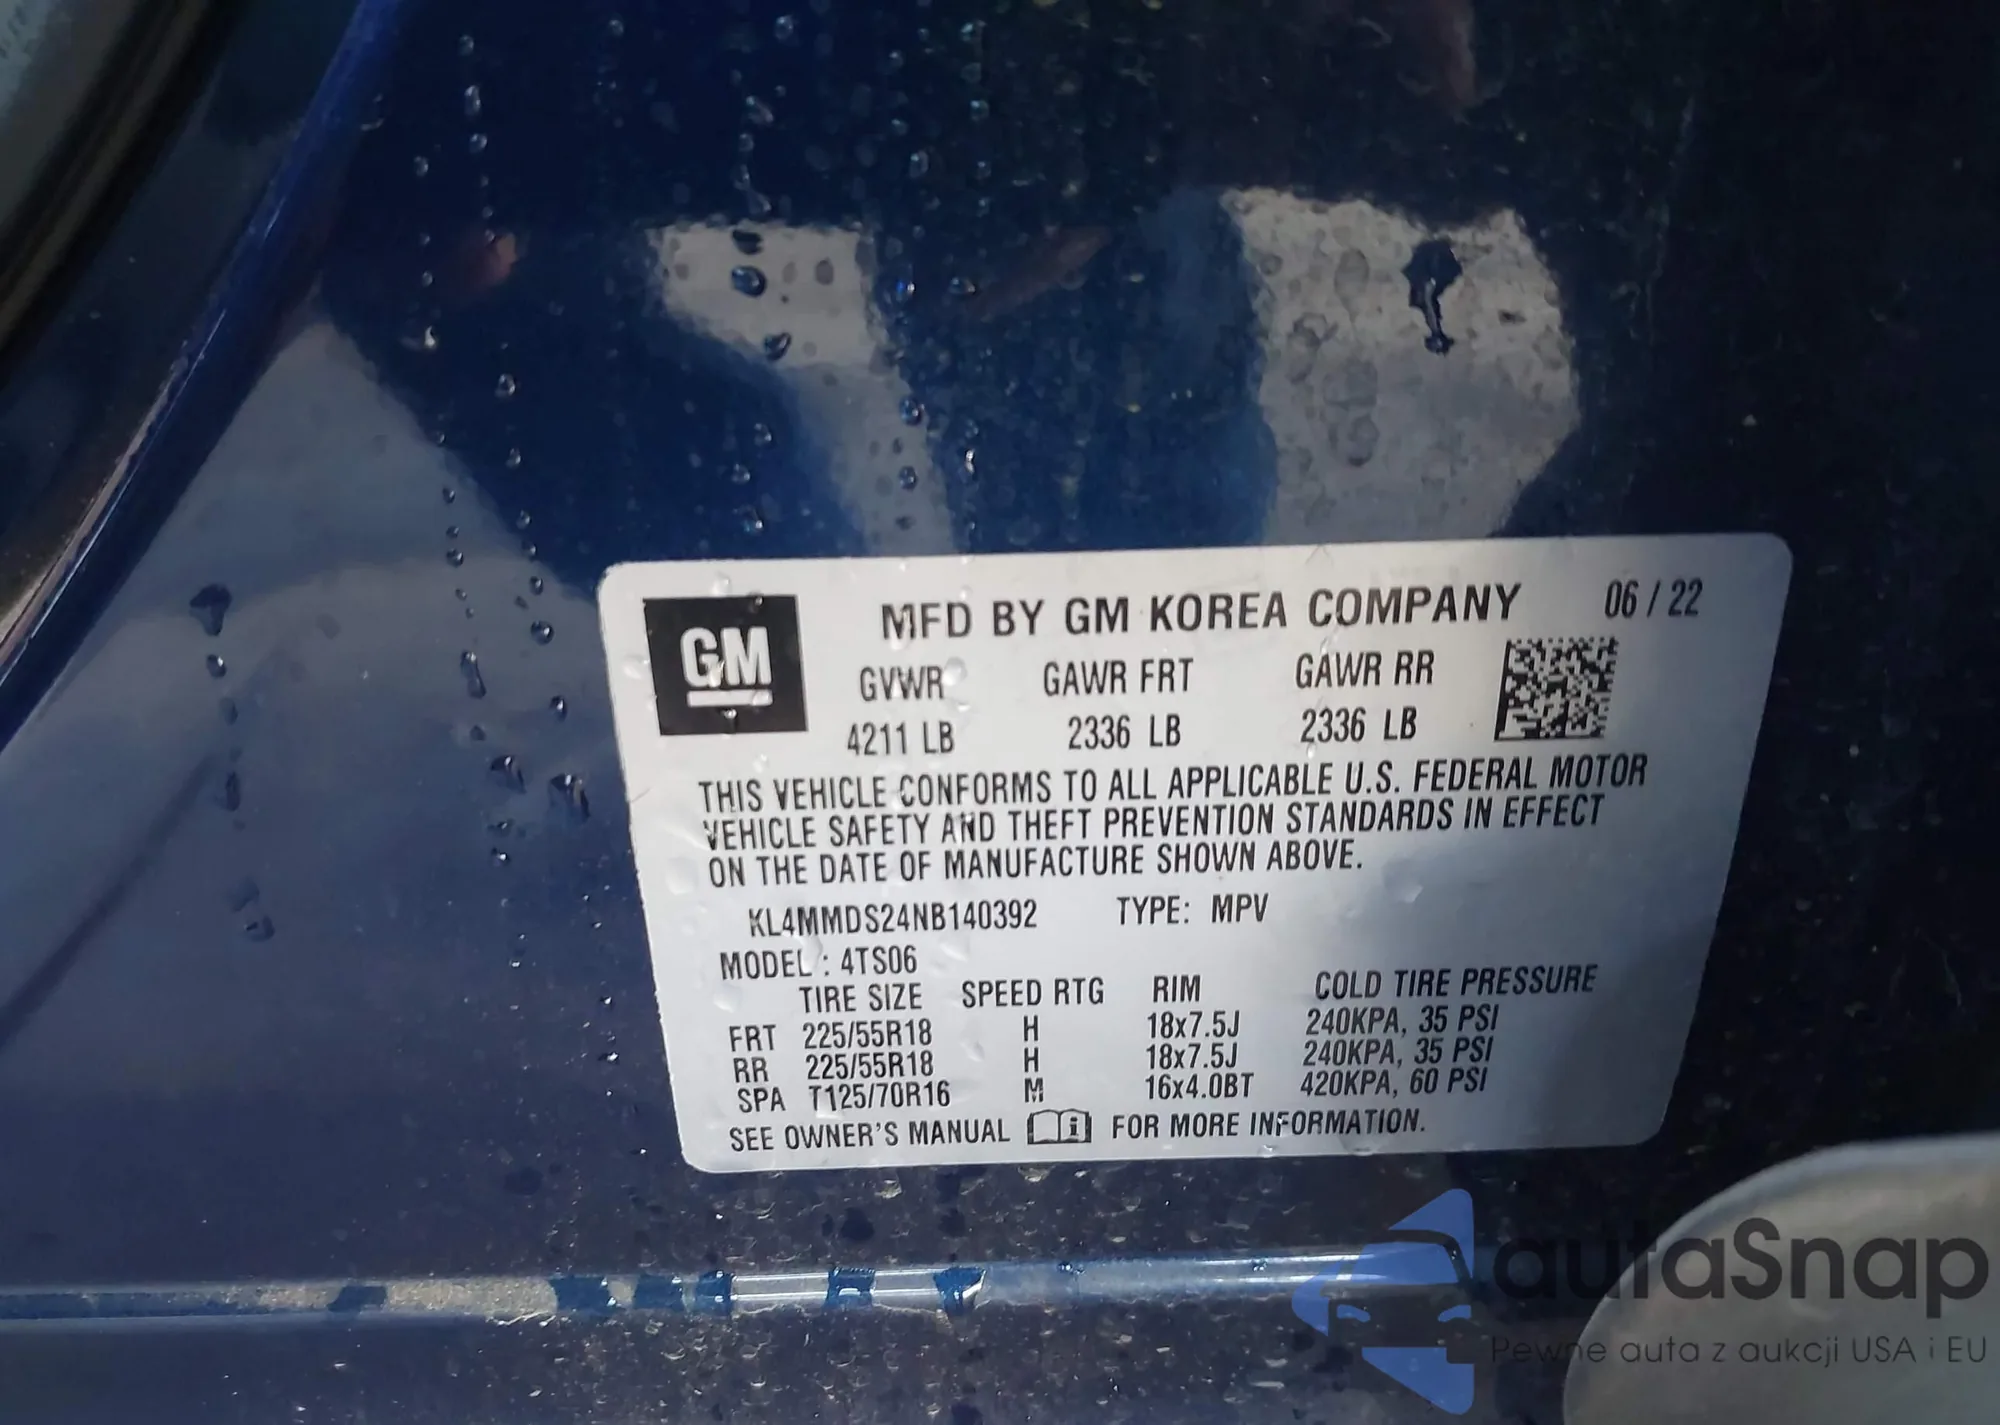 GM
MFD BY GM KOREA COMPANY 06 / 22
GVWR GAWR FRT GAWR RR
4211 LB 2336 LB 2336 LB
THIS VEHICLE CONFORMS TO ALL APPLICABLE U.S. FEDERAL MOTOR
VEHICLE SAFETY AND THEFT PREVENTION STANDARDS IN EFFECT
ON THE DATE OF MANUFACTURE SHOWN ABOVE.
KL4MMDS24NB140392 TYPE: MPV
MODEL : 4TS06
TIRE SIZE SPEED RTG RIM COLD TIRE PRESSURE
FRT 225/55R18 H 18x7.5J 240KPA, 35 PSI
RR 225/55R18 H 18x7.5J 240KPA, 35 PSI
SPA T125/70R16 M 16x4.0BT 420KPA, 60 PSI
SEE OWNER'S MANUAL FOR MORE INFORMATION.
autaSnap
Pewne auta z aukcji USA i EU